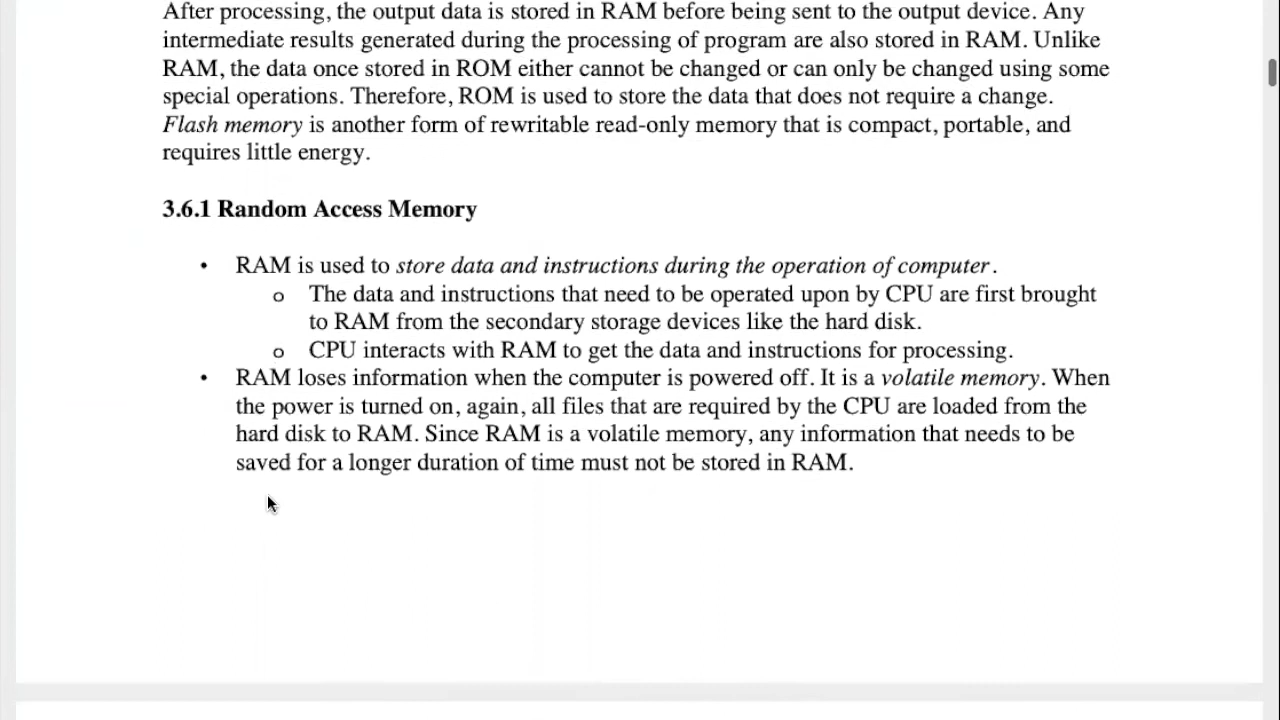 After processing, the output data is stored in RAM before being sent to the output device. Any
intermediate results generated during the processing of program are also stored in RAM. Unlike
RAM, the data once stored in ROM either cannot be changed or can only be changed using some
special operations. Therefore, ROM is used to store the data that does not require a change.
Flash memory is another form of rewritable read-only memory that is compact, portable, and
requires little energy.
3.6.1 Random Access Memory
• RAM is used to store data and instructions during the operation of computer.
o The data and instructions that need to be operated upon by CPU are first brought
to RAM from the secondary storage devices like the hard disk.
o CPU interacts with RAM to get the data and instructions for processing.
• RAM loses information when the computer is powered off. It is a volatile memory. When
the power is turned on, again, all files that are required by the CPU are loaded from the
hard disk to RAM. Since RAM is a volatile memory, any information that needs to be
saved for a longer duration of time must not be stored in RAM.